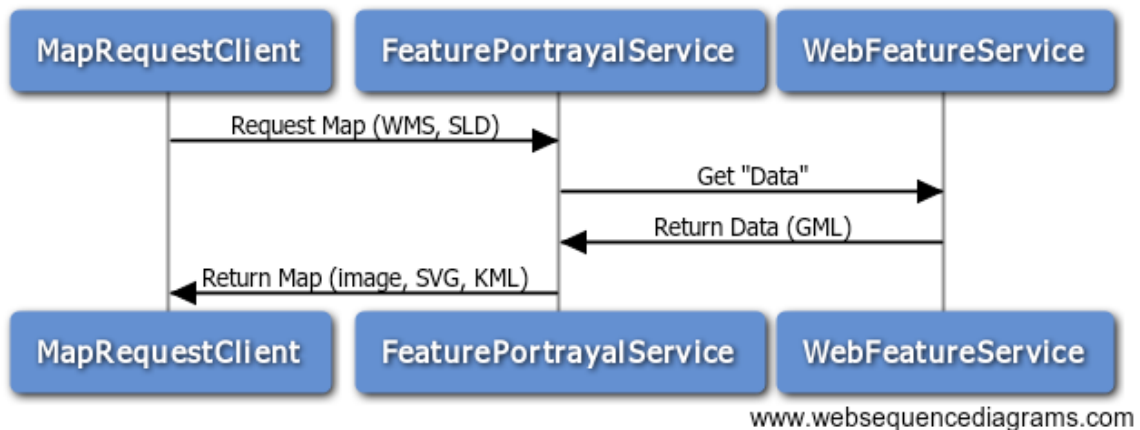 MapRequestClient FeaturePortrayalService WebFeatureService
Request Map (WMS, SLD)
Get "Data"
Return Data (GML)
Return Map (image, SVG, KML)
MapRequestClient FeaturePortrayalService WebFeatureService
www.websequencediagrams.com